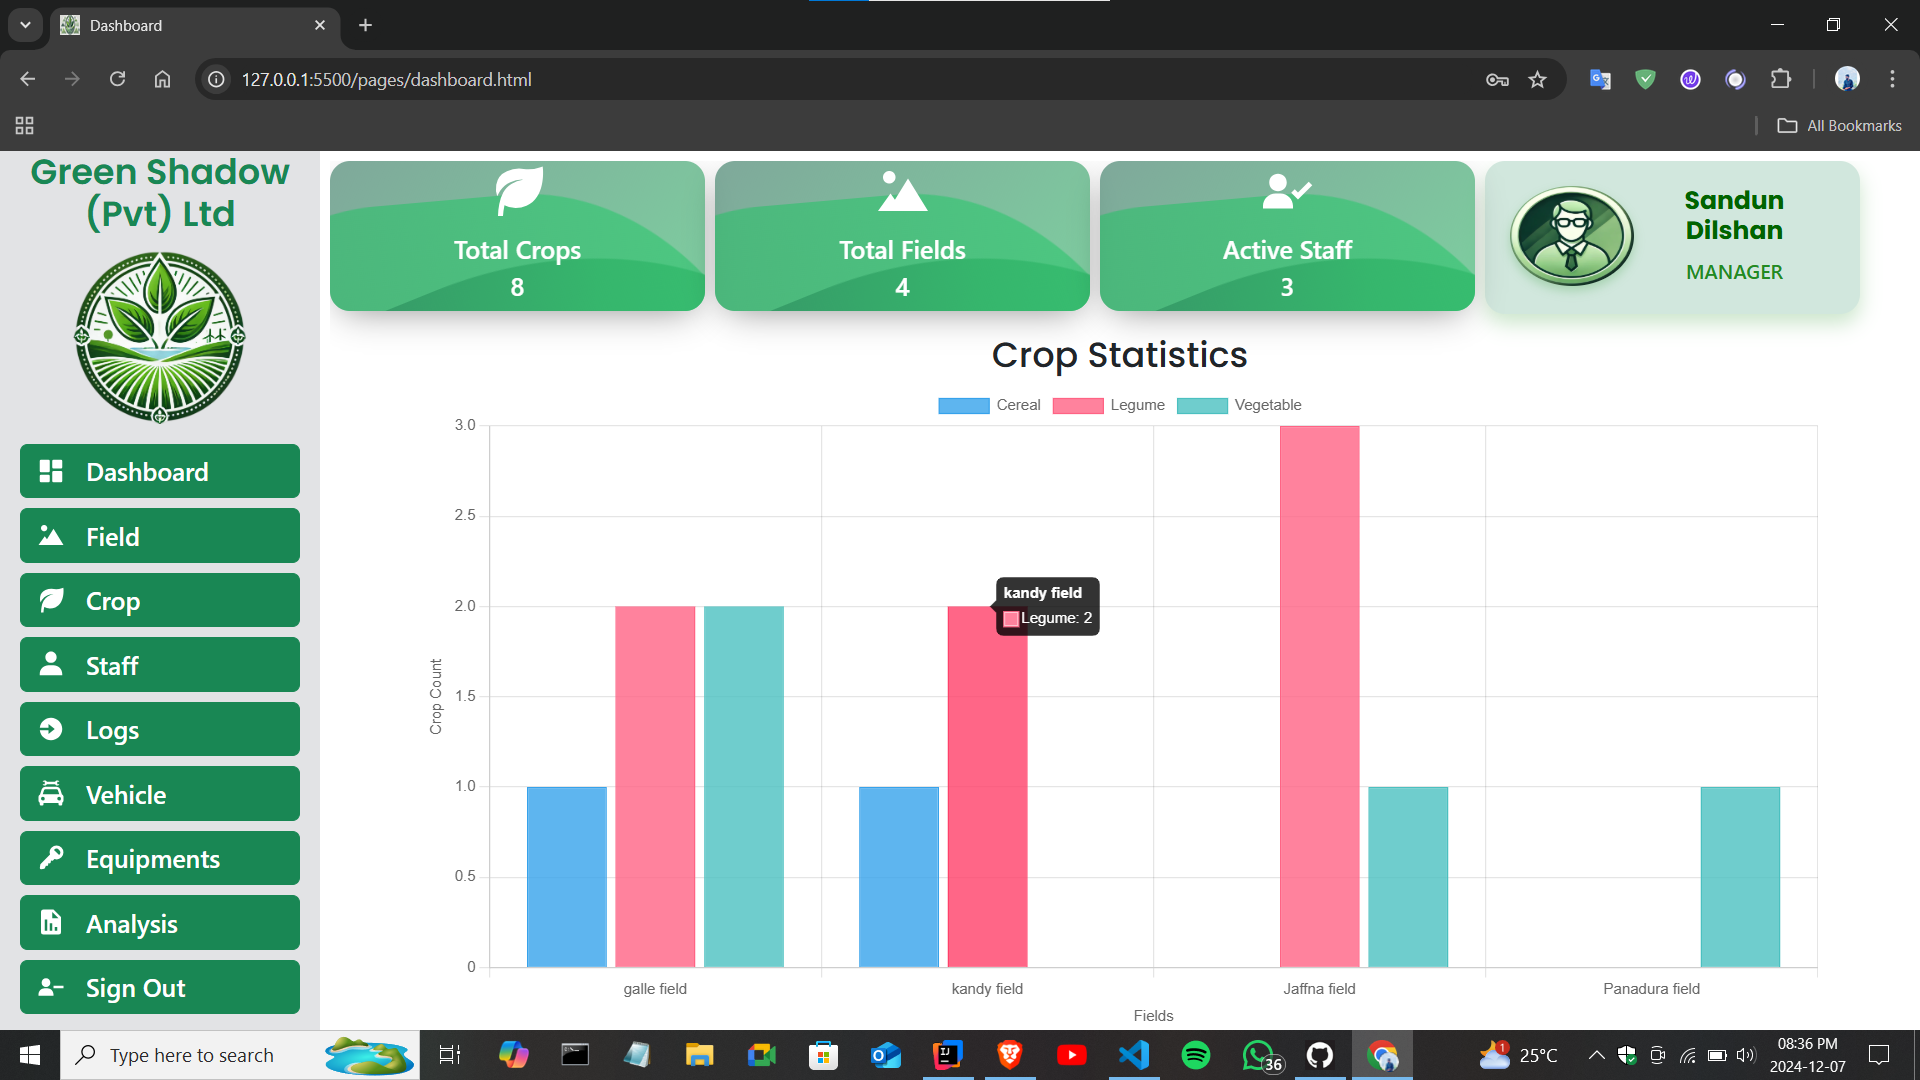 Dashboard
127.0.0.1:5500/pages/dashboard.html
All Bookmarks
Green Shadow
(Pvt) Ltd
Dashboard
Field
Crop
Staff
Logs
Vehicle
Equipments
Analysis
Sign Out
Total Crops
8
Total Fields
4
Active Staff
3
Sandun
Dilshan
MANAGER
Crop Statistics
Cereal Legume Vegetable
3.0
2.5
2.0
1.5
1.0
0.5
0
Crop Count
kandy field
Legume: 2
galle field kandy field Jaffna field Panadura field
Fields
Type here to search
36
1
25°C
08:36 PM
2024-12-07